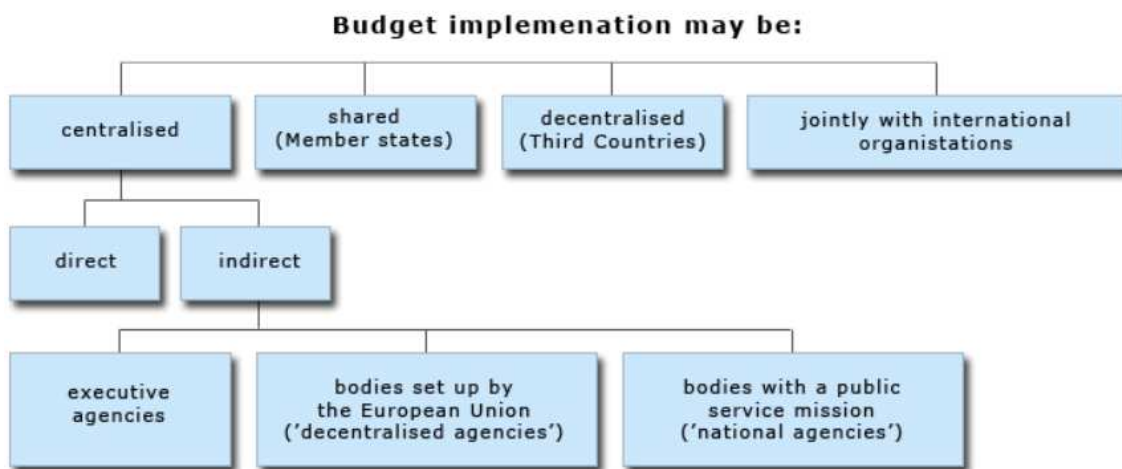 Budget implemenation may be:
centralised
shared
(Member states)
decentralised
(Third Countries)
jointly with international
organistations
direct
indirect
executive
agencies
bodies set up by
the European Union
('decentralised agencies')
bodies with a public
service mission
('national agencies')